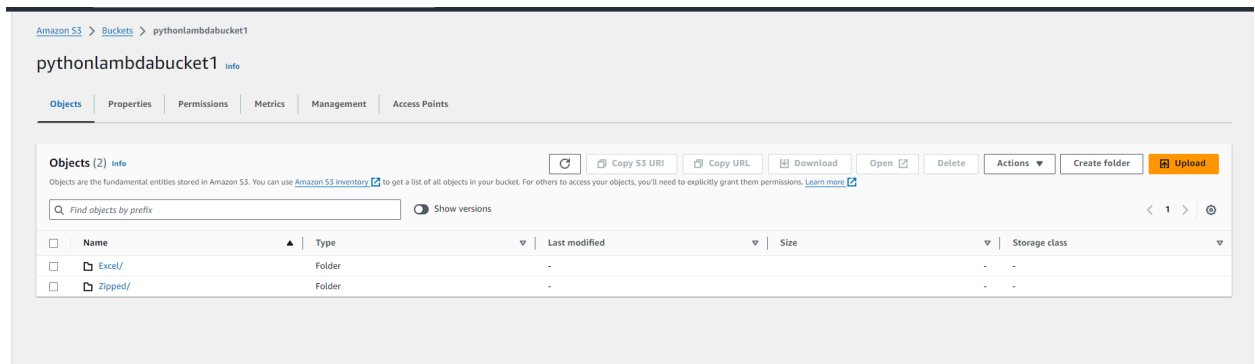 Amazon S3 > Buckets > pythonlambdabucket1
pythonlambdabucket1 Info
Objects Properties Permissions Metrics Management Access Points
Objects (2) Info
Copy S3 URI Copy URL Download Open Delete Actions Create folder Upload
Objects are the fundamental entities stored in Amazon S3. You can use Amazon S3 inventory to get a list of all objects in your bucket. For others to access your objects, you'll need to explicitly grant them permissions. Learn more
Find objects by prefix Show versions < 1 >
Name Type Last modified Size Storage class
Excel/ Folder - - -
Zipped/ Folder - - -